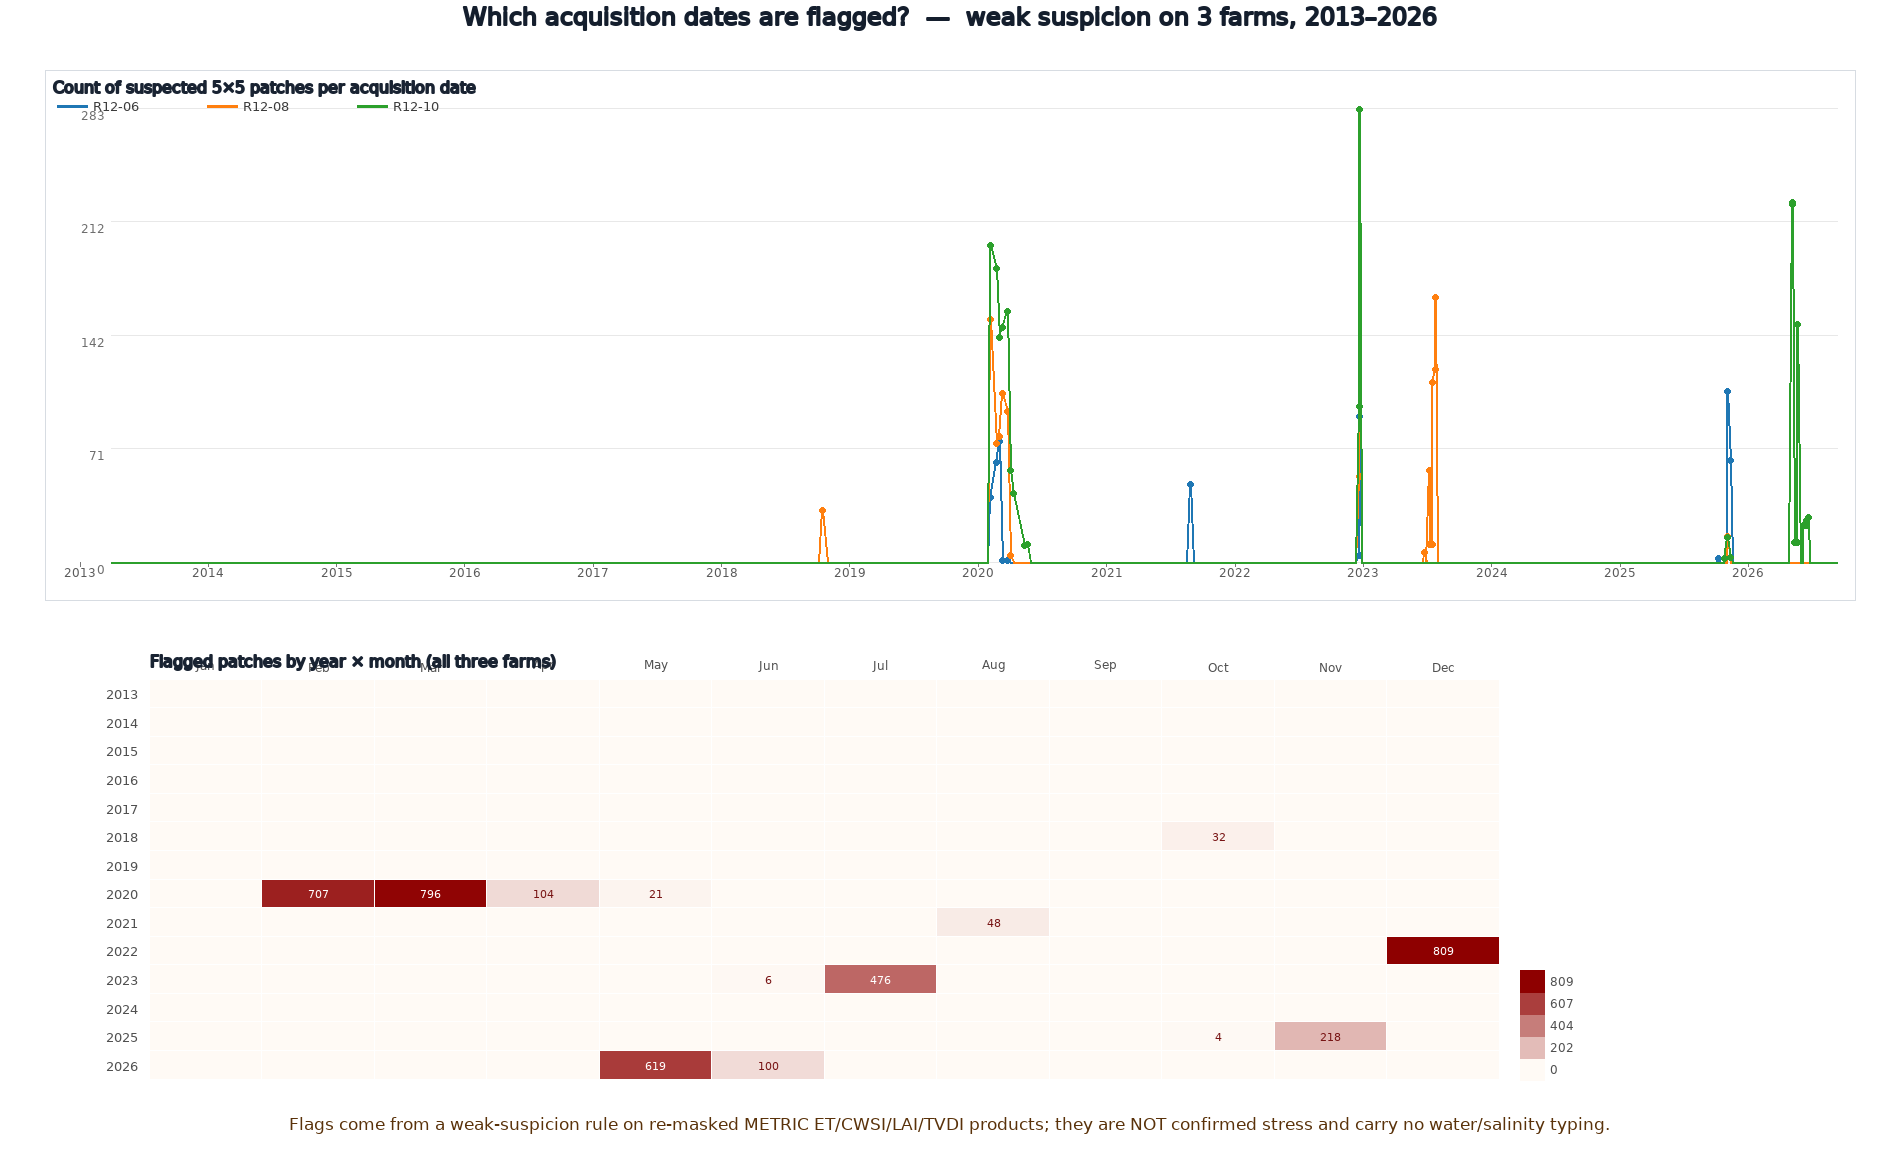 Which acquisition dates are flagged? — weak suspicion on 3 farms, 2013–2026
Count of suspected 5×5 patches per acquisition date
R12-06 R12-08 R12-10
283
212
142
71
0
2013 2014 2015 2016 2017 2018 2019 2020 2021 2022 2023 2024 2025 2026
Flagged patches by year × month (all three farms)
Jan Feb Mar Apr May Jun Jul Aug Sep Oct Nov Dec
2013
2014
2015
2016
2017
2018 32
2019
2020 707 796 104 21
2021 48
2022 809
2023 6 476
2024
2025 4 218
2026 619 100
809
607
404
202
0
Flags come from a weak-suspicion rule on re-masked METRIC ET/CWSI/LAI/TVDI products; they are NOT confirmed stress and carry no water/salinity typing.